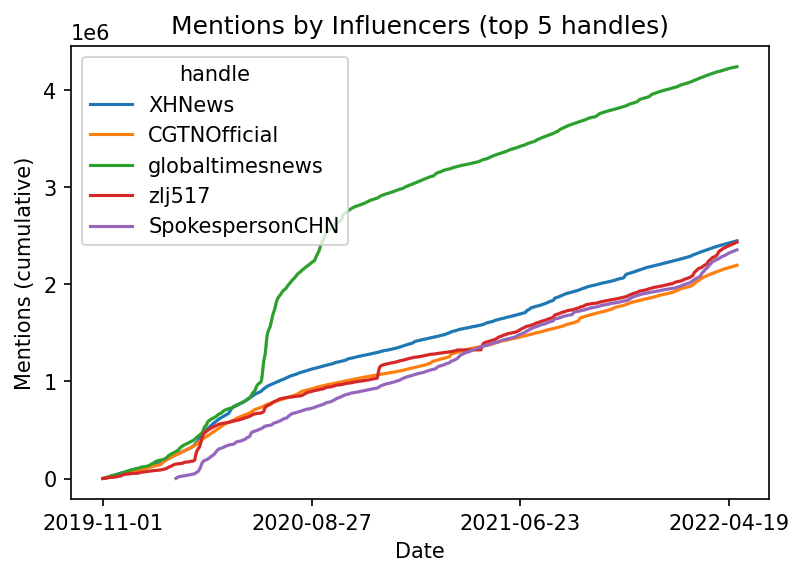 Mentions by Influencers (top 5 handles)
1e6
handle
XHNews
CGTNOfficial
globaltimesnews
zlj517
SpokespersonCHN
Mentions (cumulative)
4
3
2
1
0
2019-11-01
2020-08-27
2021-06-23
2022-04-19
Date